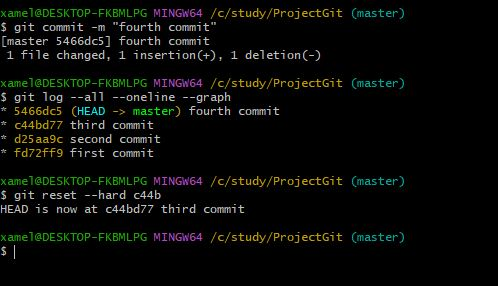 xamel@DESKTOP-FKBMLPG MINGW64 /c/study/ProjectGit (master)
$ git commit -m "fourth commit"
[master 5466dc5] fourth commit
 1 file changed, 1 insertion(+), 1 deletion(-)
xamel@DESKTOP-FKBMLPG MINGW64 /c/study/ProjectGit (master)
$ git log --all --oneline --graph
* 5466dc5 (HEAD -> master) fourth commit
* c44bd77 third commit
* d25aa9c second commit
* fd72ff9 first commit
xamel@DESKTOP-FKBMLPG MINGW64 /c/study/ProjectGit (master)
$ git reset --hard c44b
HEAD is now at c44bd77 third commit
xamel@DESKTOP-FKBMLPG MINGW64 /c/study/ProjectGit (master)
$